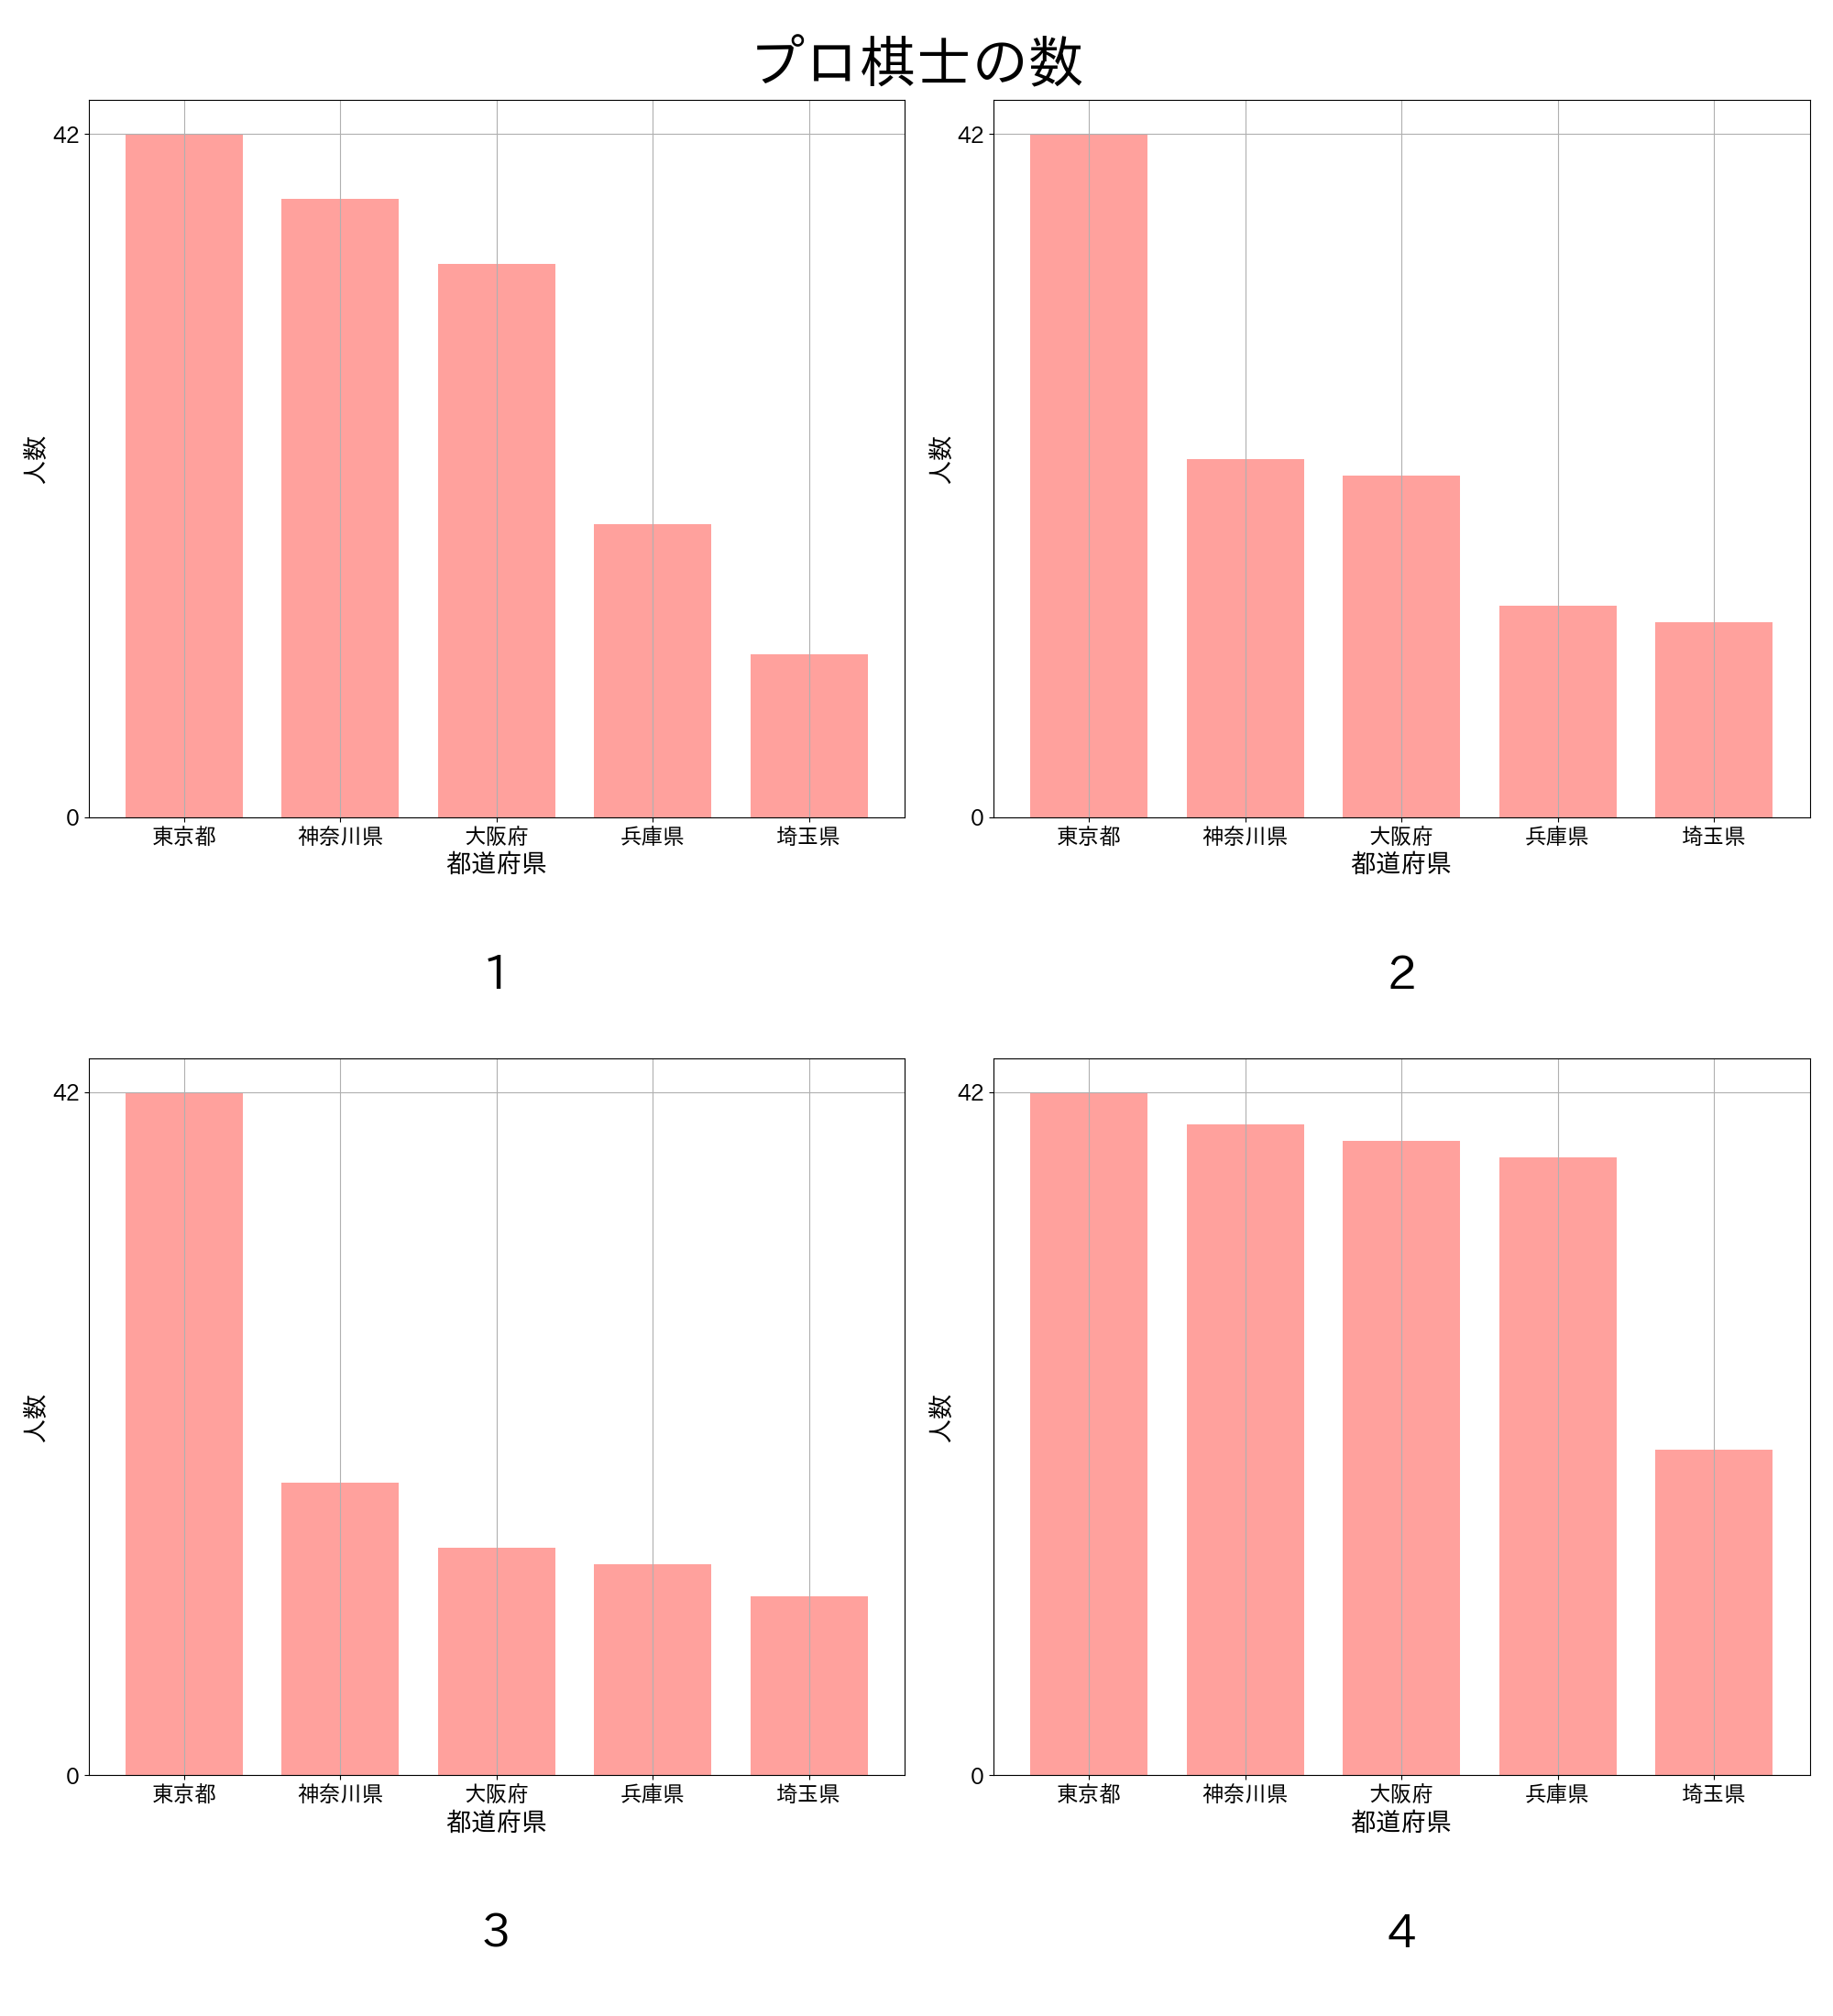 プロ棋士の数
42
0
人数
東京都 神奈川県 大阪府 兵庫県 埼玉県
都道府県
1
42
0
人数
東京都 神奈川県 大阪府 兵庫県 埼玉県
都道府県
2
42
0
人数
東京都 神奈川県 大阪府 兵庫県 埼玉県
都道府県
3
42
0
人数
東京都 神奈川県 大阪府 兵庫県 埼玉県
都道府県
4